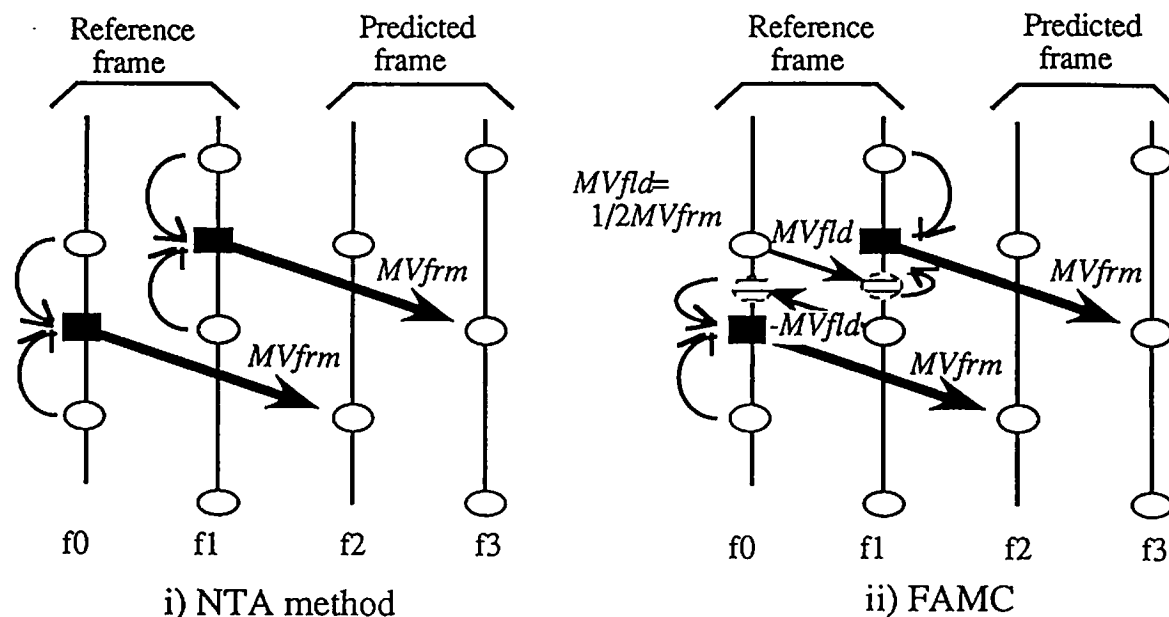 Reference
frame
Predicted
frame
MVfrm
MVfrm
f0
f1
f2
f3
i) NTA method
Reference
frame
Predicted
frame
MVfld=
1/2MVfrm
MVfld
-MVfld
MVfrm
MVfrm
f0
f1
f2
f3
ii) FAMC